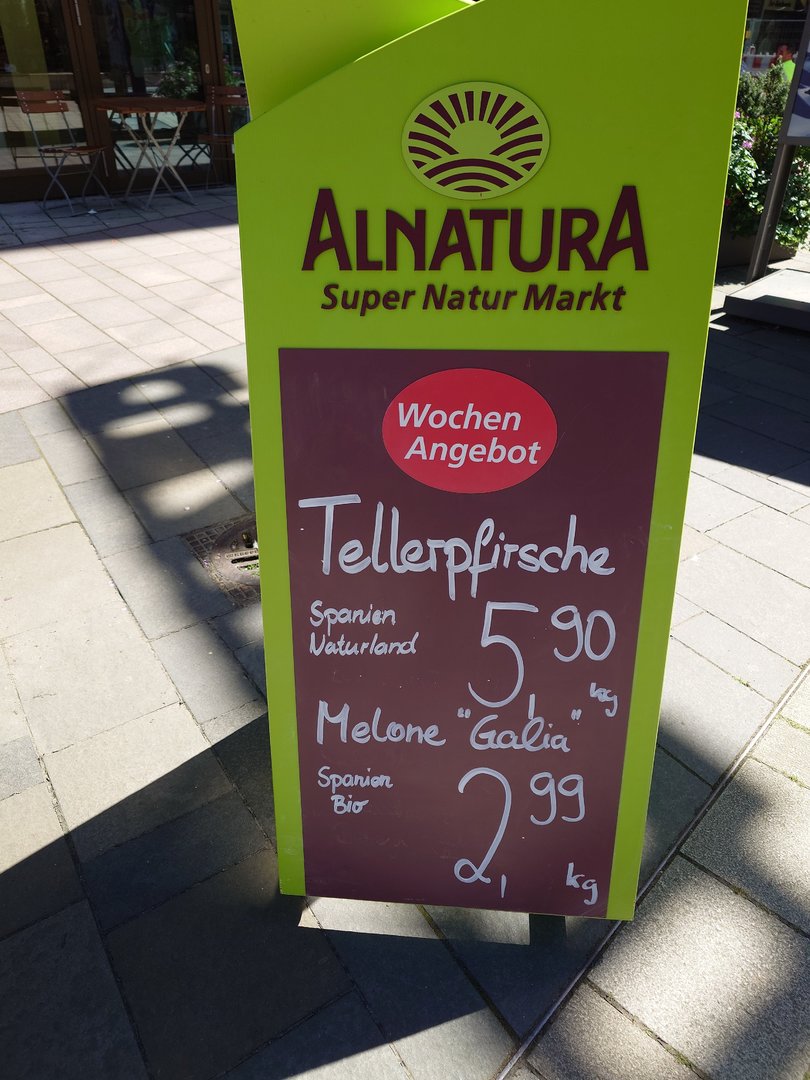 ALNATURA
Super Natur Markt
Wochen
Angebot
Tellerpfirsche
Spanien
Naturland
5,90
kg
Melone "Galia"
Spanien
Bio
2,99
kg